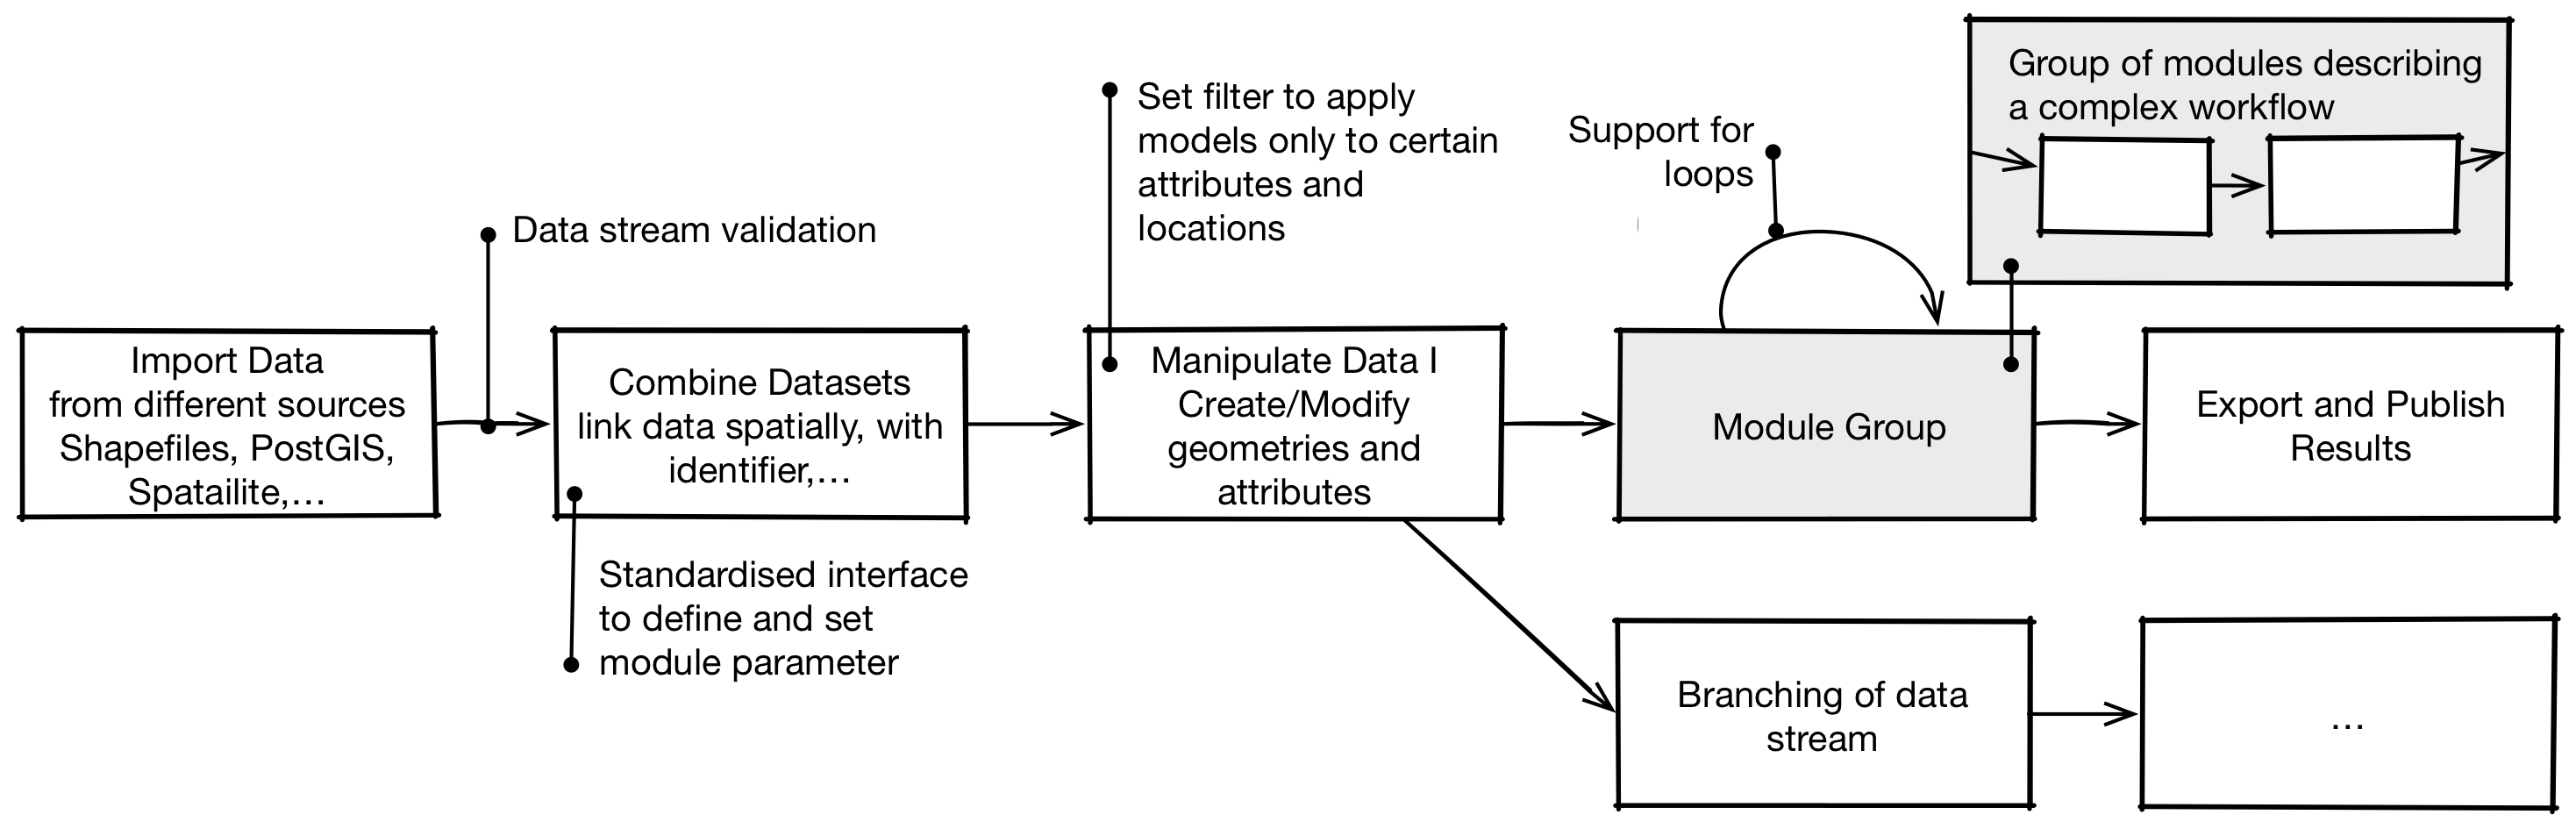 Group of modules describing
a complex workflow
Set filter to apply
models only to certain
attributes and
locations
Support for
loops
Data stream validation
Import Data
from different sources
Shapefiles, PostGIS,
Spatailite,...
Combine Datasets
link data spatially, with
identifier,...
Manipulate Data I
Create/Modify
geometries and
attributes
Module Group
Export and Publish
Results
Standardised interface
to define and set
module parameter
Branching of data
stream
...